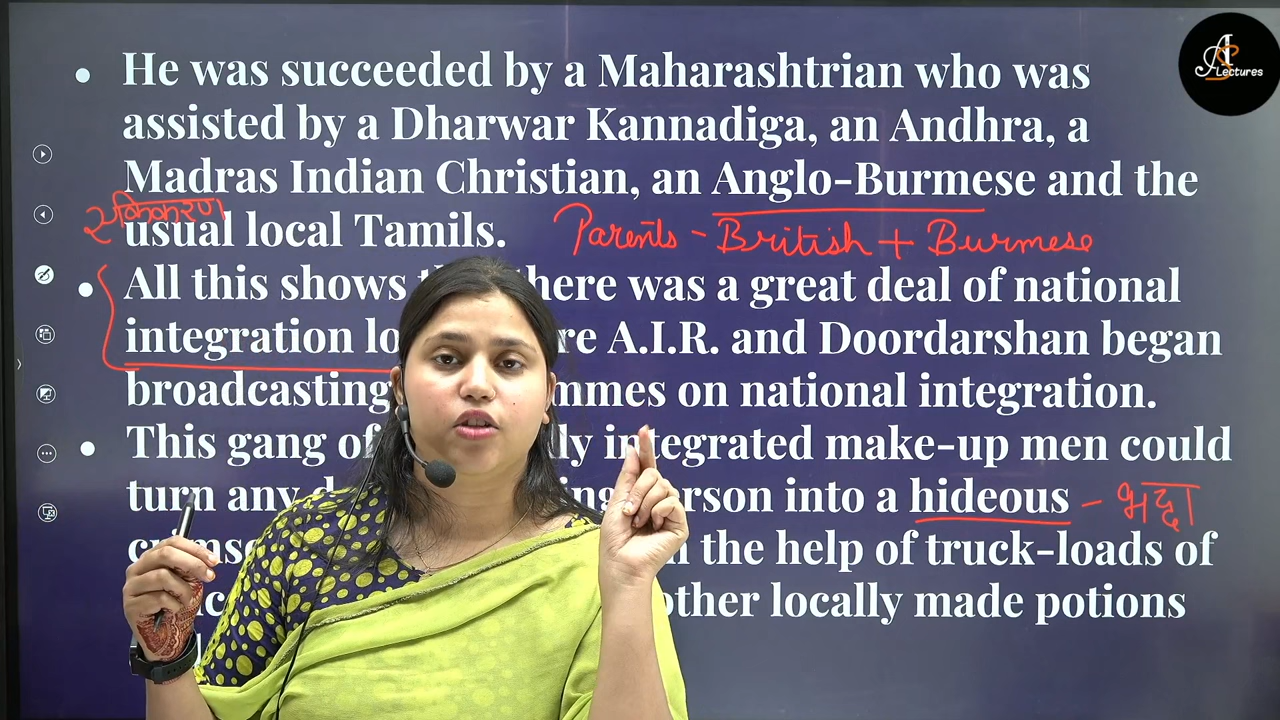 A S Lectures
He was succeeded by a Maharashtrian who was
assisted by a Dharwar Kannadiga, an Andhra, a
Madras Indian Christian, an Anglo-Burmese and the
usual local Tamils. Parents - British + Burmese
All this shows there was a great deal of national
integration A.I.R. and Doordarshan began
broadcasting on national integration.
This gang of integrated make-up men could
turn any person into a hideous - भद्दा
the help of truck-loads of
other locally made potions